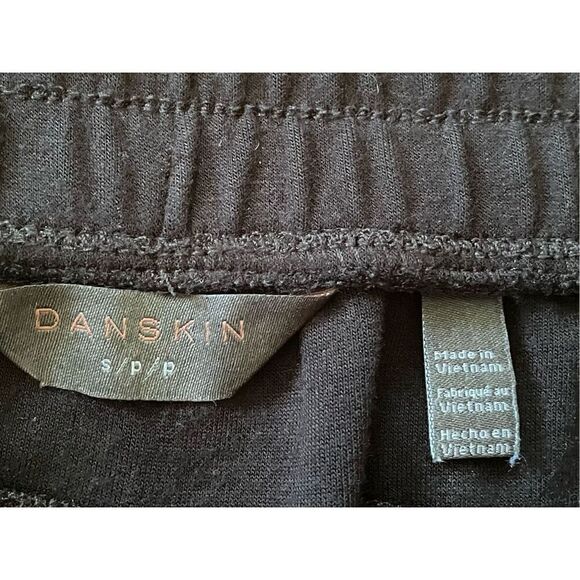 DANSKIN
s/p/p
Made in
Vietnam
Fabriqué au
Vietnam
Hecho en
Vietnam